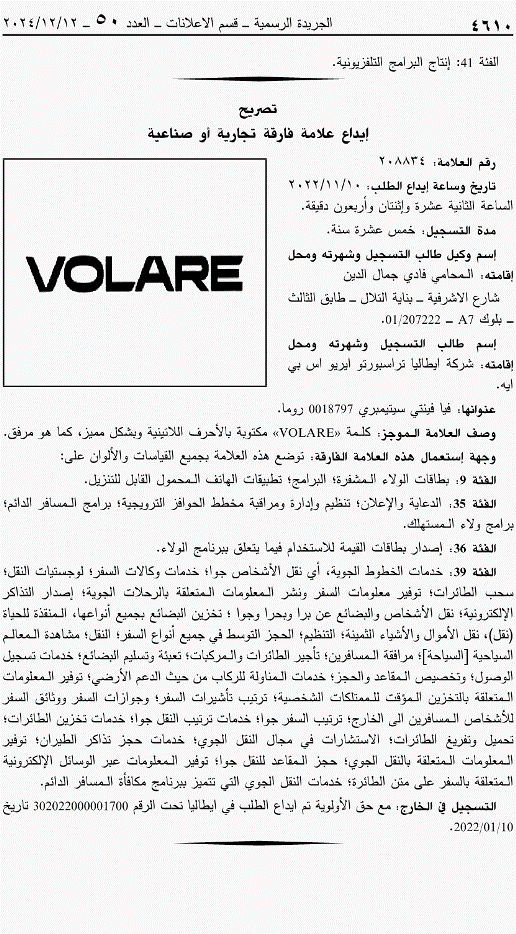 ٤٦١٠ الجريدة الرسمية ــ قسم الاعلانات ــ العدد ٥٠ ــ ٢٠٢٤/١٢/١٢
الفئة 41: إنتاج البرامج التلفزيونية.
تصريح
إيداع علامة فارقة تجارية أو صناعية
رقم العلامة: ٢٠٨٨٣٤
تاريخ وساعة إيداع الطلب: ٢٠٢٢/١١/١٠
الساعة الثانية عشرة وإثنتان وأربعون دقيقة.
مدة التسجيل: خمس عشرة سنة.
إسم وكيل طالب التسجيل وشهرته ومحل
إقامته: المحامي فادي جمال الدين
شارع الاشرفية ــ بناية التلال ــ طابق الثالث
ــ بلوك A7 ــ 01/207222.
إسم طالب التسجيل وشهرته ومحل
إقامته: شركة ايطاليا تراسبورتو ايريو اس بي
ايه.
VOLARE
عنوانها: فيا فينتي سيتيمبري 0018797 روما.
وصف العلامة الموجز: كلمة «VOLARE» مكتوبة بالأحرف اللاتينية وبشكل مميز، كما هو مرفق.
وجهة إستعمال هذه العلامة الفارقة: توضع هذه العلامة بجميع القياسات والألوان على:
الفئة 9: بطاقات الولاء المشفرة؛ البرامج؛ تطبيقات الهاتف المحمول القابل للتنزيل.
الفئة 35: الدعاية والإعلان؛ تنظيم وإدارة ومراقبة مخطط الحوافز الترويجية؛ برامج المسافر الدائم؛
برامج ولاء المستهلك.
الفئة 36: إصدار بطاقات القيمة للاستخدام فيما يتعلق ببرنامج الولاء.
الفئة 39: خدمات الخطوط الجوية، أي نقل الأشخاص جوا؛ خدمات وكالات السفر؛ لوجستيات النقل؛
سحب الطائرات؛ توفير معلومات السفر ونشر المعلومات المتعلقة بالرحلات الجوية؛ إصدار التذاكر
الإلكترونية؛ نقل الأشخاص والبضائع عن برا وبحرا وجوا ؛ تخزين البضائع بجميع أنواعها، المنقذة للحياة
(نقل)، نقل الأموال والأشياء الثمينة؛ التنظيم؛ الحجز التوسط في جميع أنواع السفر؛ النقل؛ مشاهدة المعالم
السياحية [السياحة]؛ مرافقة المسافرين؛ تأجير الطائرات والمركبات؛ تعبئة وتسليم البضائع؛ خدمات تسجيل
الوصول؛ وتخصيص المقاعد والحجز؛ خدمات المناولة للركاب من حيث الدعم الأرضي؛ توفير المعلومات
المتعلقة بالتخزين المؤقت للممتلكات الشخصية؛ ترتيب تأشيرات السفر؛ وجوازات السفر ووثائق السفر
للأشخاص المسافرين الى الخارج؛ ترتيب السفر جوا؛ خدمات ترتيب النقل جوا؛ خدمات تخزين الطائرات؛
تحميل وتفريغ الطائرات؛ الاستشارات في مجال النقل الجوي؛ خدمات حجز تذاكر الطيران؛ توفير
المعلومات المتعلقة بالنقل الجوي؛ حجز المقاعد للنقل جوا؛ توفير المعلومات عبر الوسائل الإلكترونية
المتعلقة بالسفر على متن الطائرة؛ خدمات النقل الجوي التي تتميز ببرنامج مكافأة المسافر الدائم.
التسجيل في الخارج: مع حق الأولوية تم ايداع الطلب في ايطاليا تحت الرقم 302022000001700 تاريخ
2022/01/10.